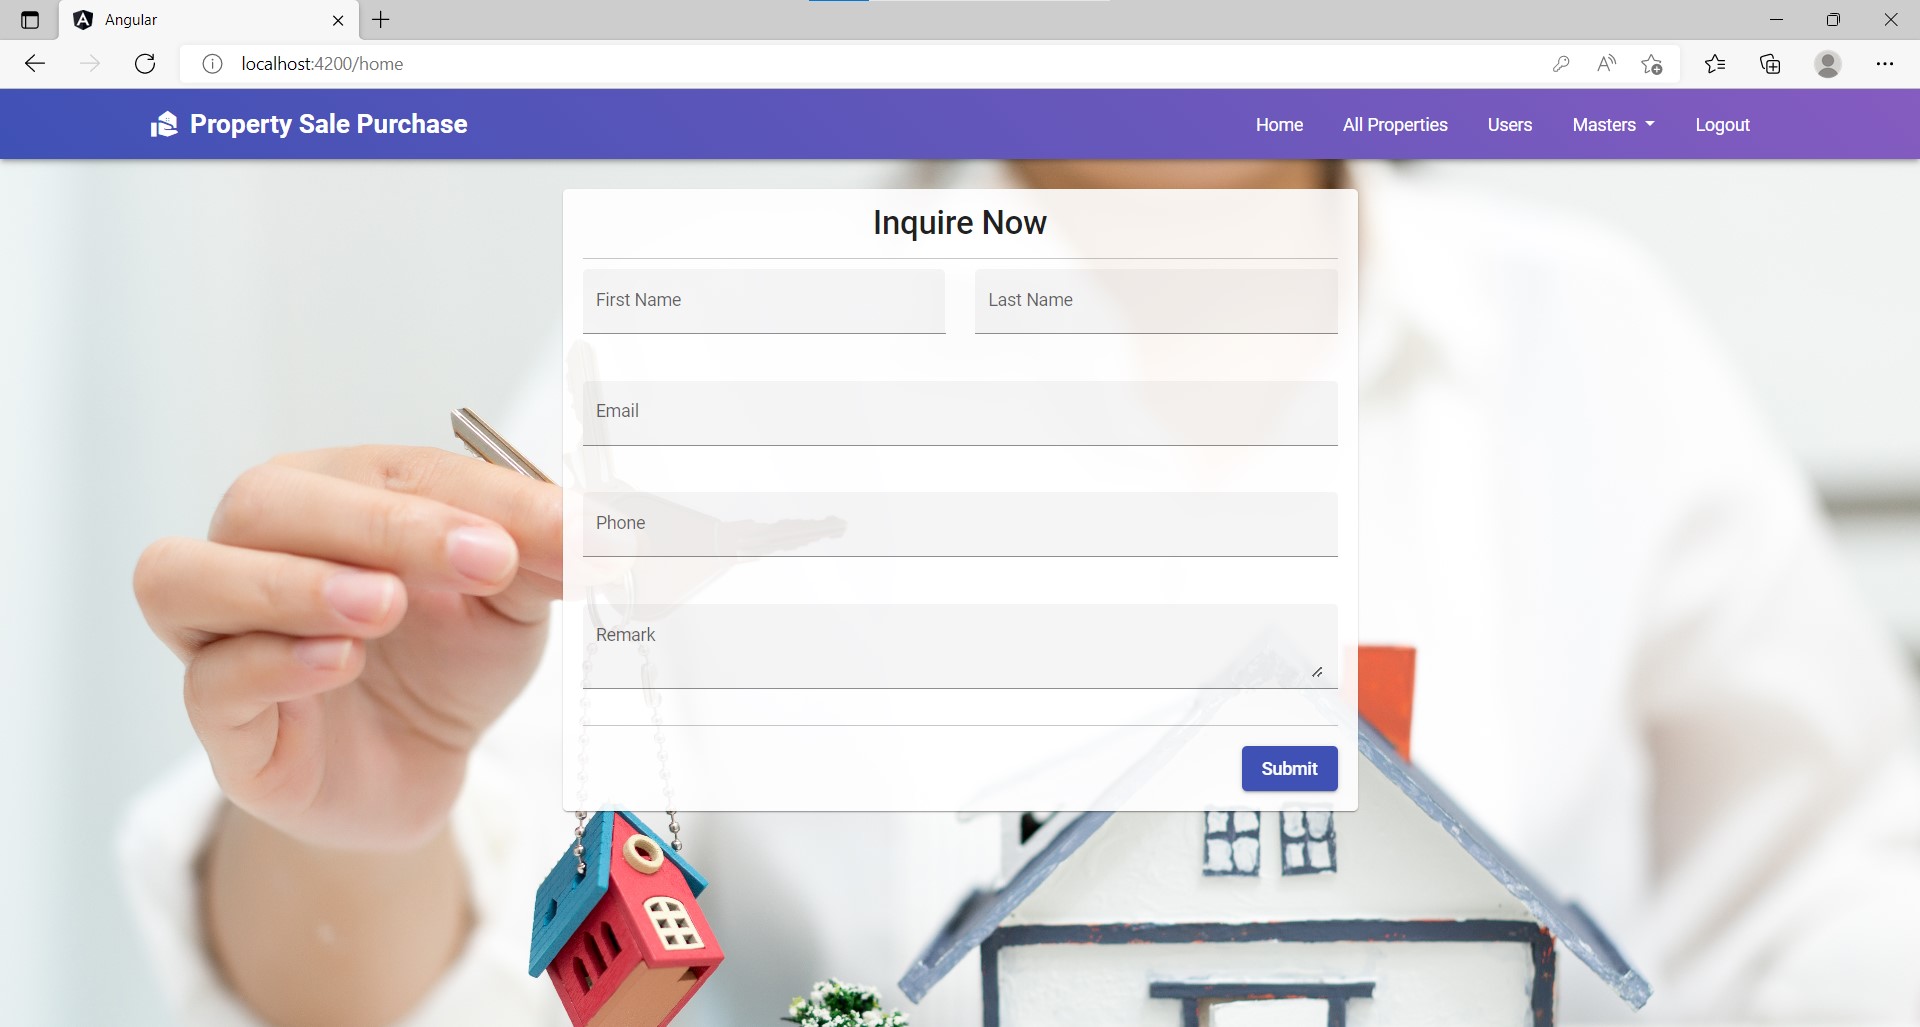 Angular
localhost:4200/home
Property Sale Purchase
Home All Properties Users Masters Logout
Inquire Now
First Name Last Name
Email
Phone
Remark
Submit